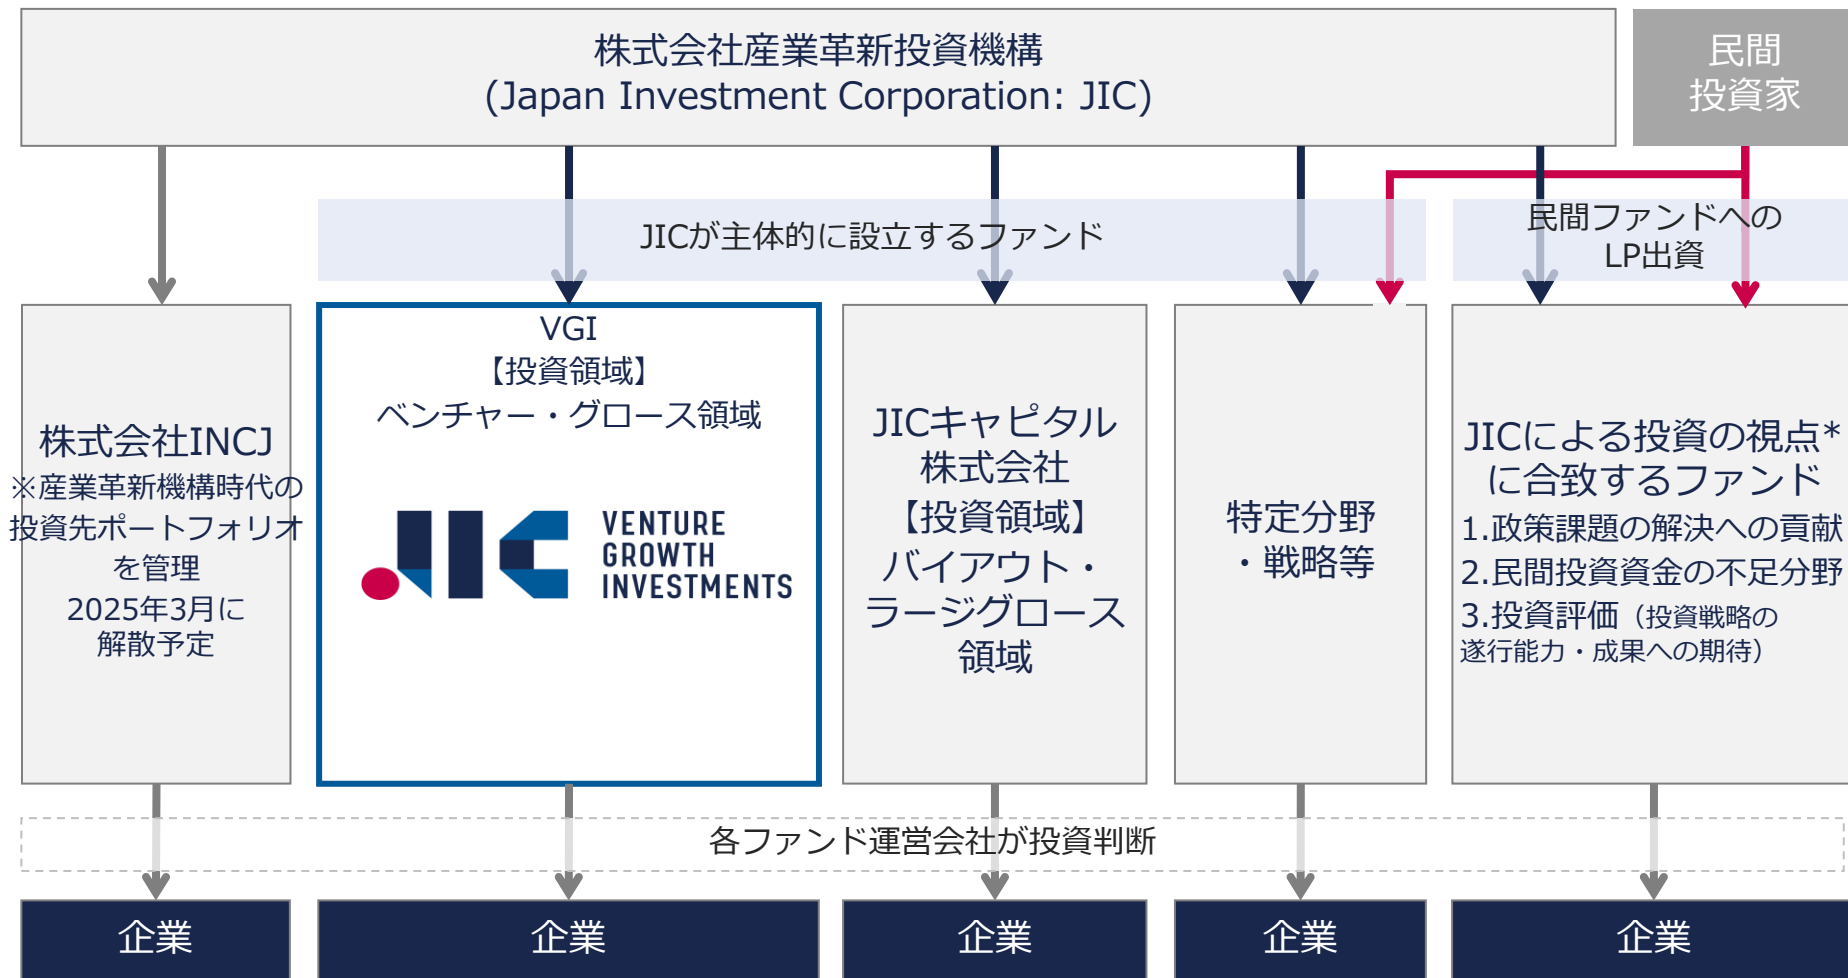 株式会社産業革新投資機構
(Japan Investment Corporation: JIC)
民間
投資家
JICが主体的に設立するファンド
民間ファンドへの
LP出資
株式会社INCJ
※産業革新機構時代の
投資先ポートフォリオ
を管理
2025年3月に
解散予定
VGI
【投資領域】
ベンチャー・グロース領域
JIC VENTURE
GROWTH
INVESTMENTS
JICキャピタル
株式会社
【投資領域】
バイアウト・
ラージグロース
領域
特定分野
・戦略等
JICによる投資の視点*
に合致するファンド
1.政策課題の解決への貢献
2.民間投資資金の不足分野
3.投資評価（投資戦略の
遂行能力・成果への期待）
各ファンド運営会社が投資判断
企業
企業
企業
企業
企業